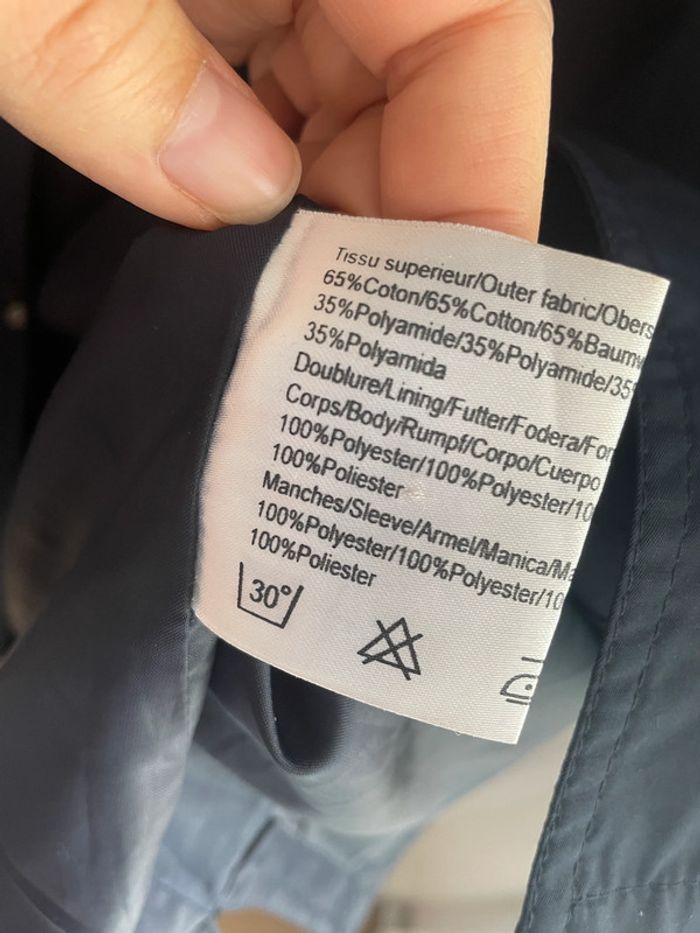 Tissu superieur/Outer fabric/Obers
65%Coton/65%Cotton/65%Baumw
35%Polyamide/35%Polyamide/35
35%Polyamida
Doublure/Lining/Futter/Fodera/For
Corps/Body/Rumpf/Corpo/Cuerpo
100%Polyester/100%Polyester/10
100%Poliester
Manches/Sleeve/Armel/Manica/Ma
100%Polyester/100%Polyester/10
100%Poliester
30°